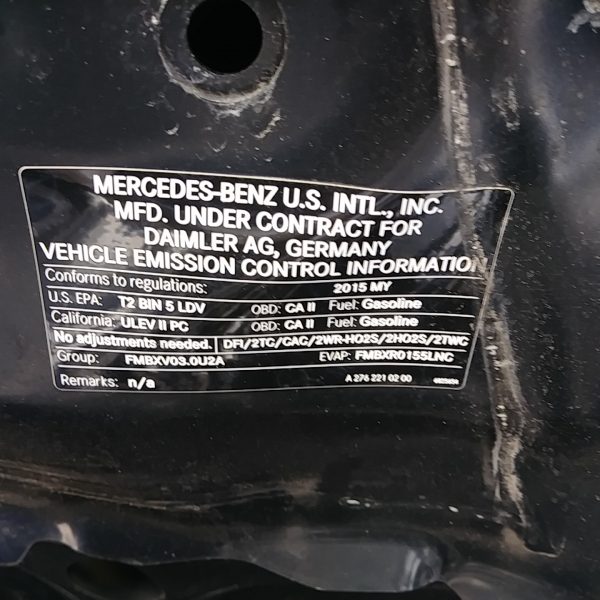 MERCEDES-BENZ U.S. INTL., INC.
MFD. UNDER CONTRACT FOR
DAIMLER AG, GERMANY
VEHICLE EMISSION CONTROL INFORMATION
Conforms to regulations: 2015 MY
U.S. EPA: T2 BIN 5 LDV OBD: CA II Fuel: Gasoline
California: ULEV II PC OBD: CA II Fuel: Gasoline
No adjustments needed. DFI/2TC/CAC/2WR-HO2S/2HO2S/2TWC
Group: FMBXV03.0U2A EVAP: FMBXR0155LNC
Remarks: n/a A 276 221 02 00